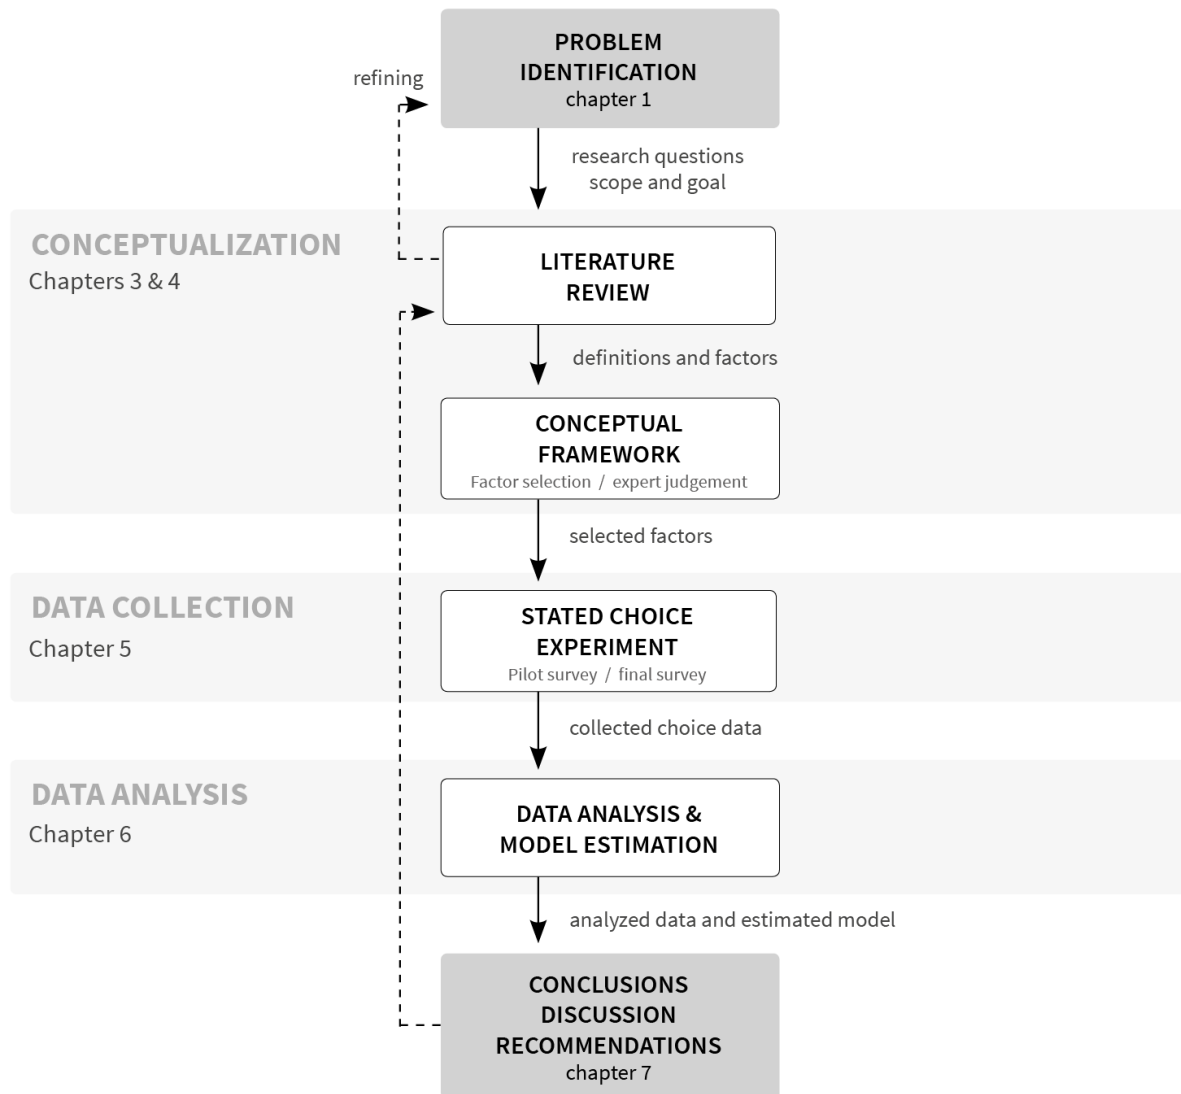 PROBLEM
IDENTIFICATION
chapter 1
refining
research questions
scope and goal
CONCEPTUALIZATION
Chapters 3 & 4
LITERATURE
REVIEW
definitions and factors
CONCEPTUAL
FRAMEWORK
Factor selection / expert judgement
selected factors
DATA COLLECTION
Chapter 5
STATED CHOICE
EXPERIMENT
Pilot survey / final survey
collected choice data
DATA ANALYSIS
Chapter 6
DATA ANALYSIS &
MODEL ESTIMATION
analyzed data and estimated model
CONCLUSIONS
DISCUSSION
RECOMMENDATIONS
chapter 7